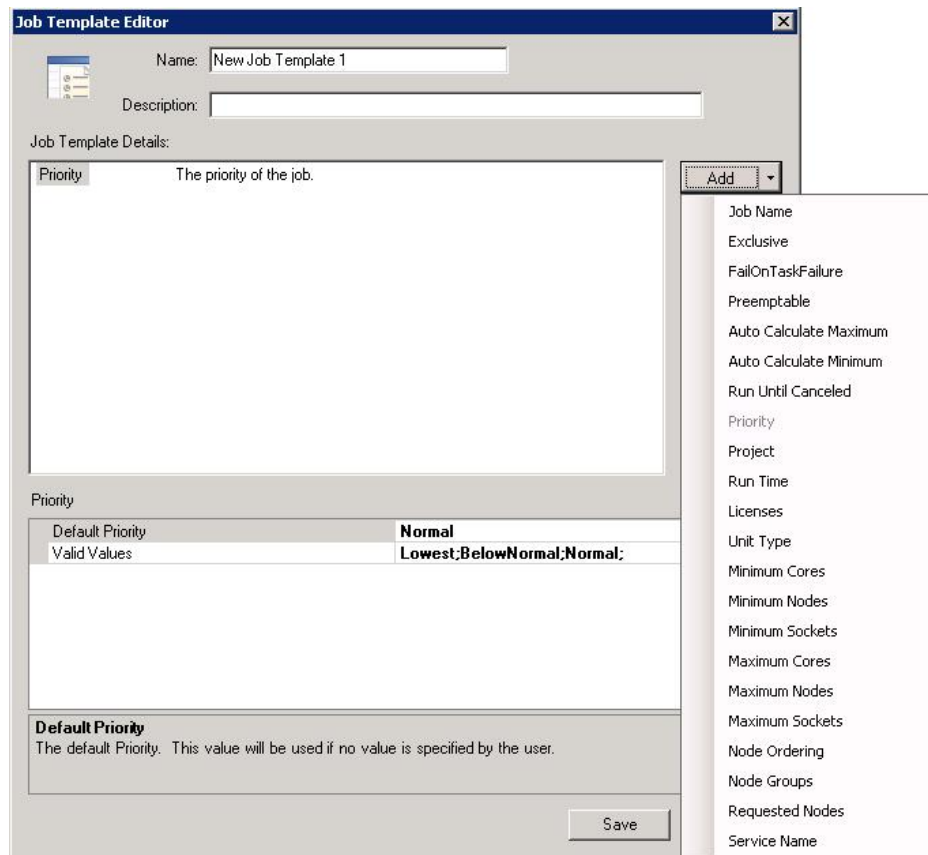 Job Template Editor
Name: New Job Template 1
Description:
Job Template Details:
Priority The priority of the job.
Add
Job Name
Exclusive
FailOnTaskFailure
Preemptable
Auto Calculate Maximum
Auto Calculate Minimum
Run Until Canceled
Priority
Project
Run Time
Licenses
Unit Type
Minimum Cores
Minimum Nodes
Minimum Sockets
Maximum Cores
Maximum Nodes
Maximum Sockets
Node Ordering
Node Groups
Requested Nodes
Service Name
Priority
Default Priority Normal
Valid Values Lowest;BelowNormal;Normal;
Default Priority
The default Priority. This value will be used if no value is specified by the user.
Save